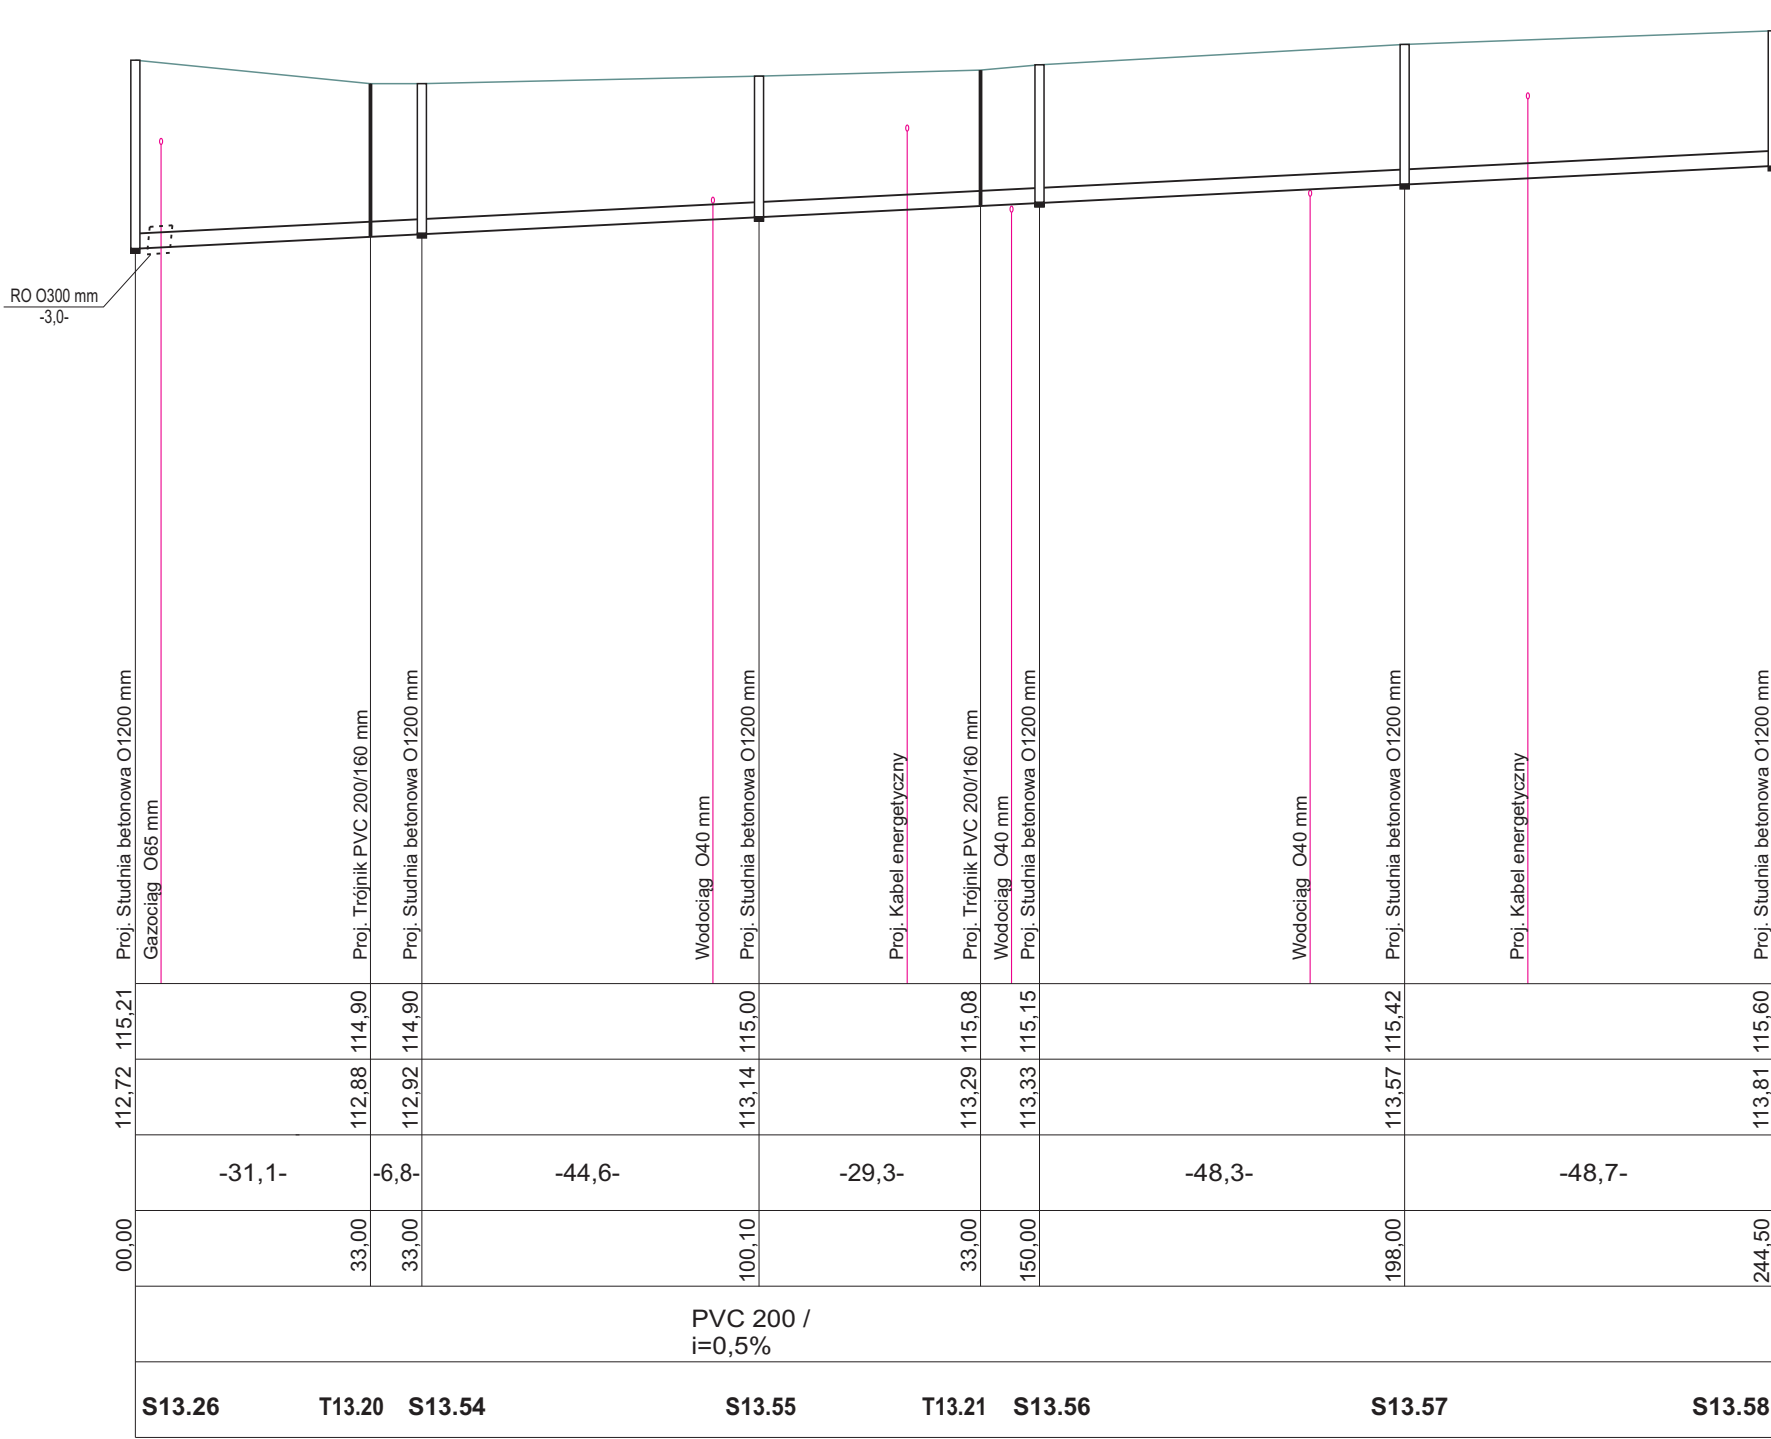 RO O300 mm
-3,0-
Proj. Studnia betonowa O1200 mm
Gazociąg O65 mm
Proj. Trójnik PVC 200/160 mm
Proj. Studnia betonowa O1200 mm
Wodociąg O40 mm
Proj. Studnia betonowa O1200 mm
Proj. Kabel energetyczny
Proj. Trójnik PVC 200/160 mm
Wodociąg O40 mm
Proj. Studnia betonowa O1200 mm
Wodociąg O40 mm
Proj. Studnia betonowa O1200 mm
Proj. Kabel energetyczny
Proj. Studnia betonowa O1200 mm
115,21 114,90 114,90 115,00 115,08 115,15 115,42 115,60
112,72 112,88 112,92 113,14 113,29 113,33 113,57 113,81
-31,1- -6,8- -44,6- -29,3- -48,3- -48,7-
00,00 33,00 33,00 100,10 33,00 150,00 198,00 244,50
PVC 200 /
i=0,5%
S13.26 T13.20 S13.54 S13.55 T13.21 S13.56 S13.57 S13.58